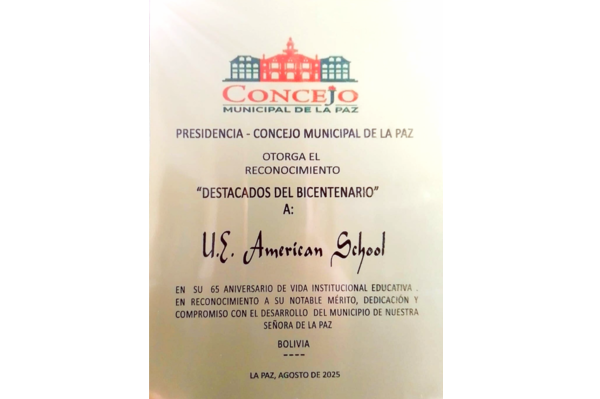 CONCEJO
MUNICIPAL DE LA PAZ
PRESIDENCIA - CONCEJO MUNICIPAL DE LA PAZ
OTORGA EL
RECONOCIMIENTO
“DESTACADOS DEL BICENTENARIO”
A:
U.E. American School
EN SU 65 ANIVERSARIO DE VIDA INSTITUCIONAL EDUCATIVA .
EN RECONOCIMIENTO A SU NOTABLE MÉRITO, DEDICACIÓN Y
COMPROMISO CON EL DESARROLLO DEL MUNICIPIO DE NUESTRA
SEÑORA DE LA PAZ
BOLIVIA
----
LA PAZ, AGOSTO DE 2025